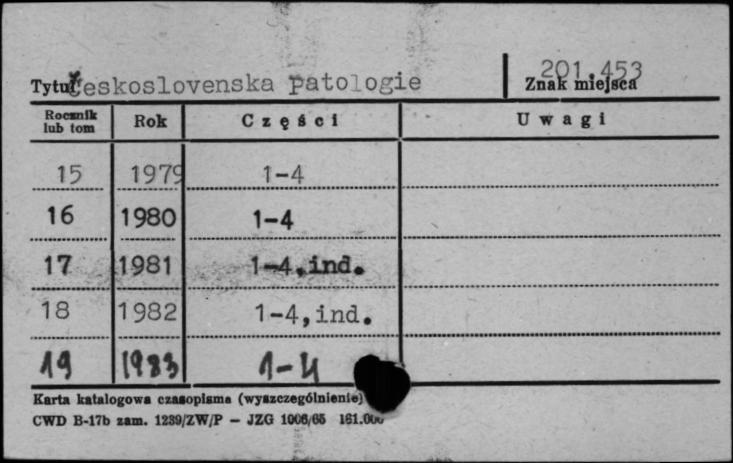 201.453
Tytuł Československa patologie Znak miejsca
Rocznik lub tom Rok Części Uwagi
15 1979 1-4
16 1980 1-4
17 1981 1-4,ind.
18 1982 1-4,ind.
19 1983 1-4
Karta katalogowa czasopisma (wyszczególnienie)
CWD B-17b zam. 1239/ZW/P - JZG 1006/65 161.000